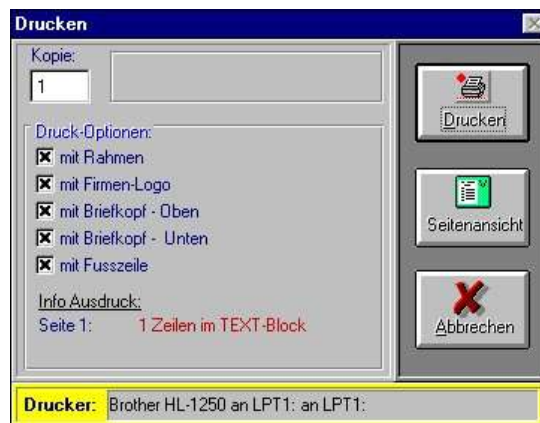 Drucken
Kopie:
1
Druck-Optionen:
mit Rahmen
mit Firmen-Logo
mit Briefkopf - Oben
mit Briefkopf - Unten
mit Fusszeile
Info Ausdruck:
Seite 1: 1 Zeilen im TEXT-Block
Drucken
Seitenansicht
Abbrechen
Drucker: Brother HL-1250 an LPT1: an LPT1: